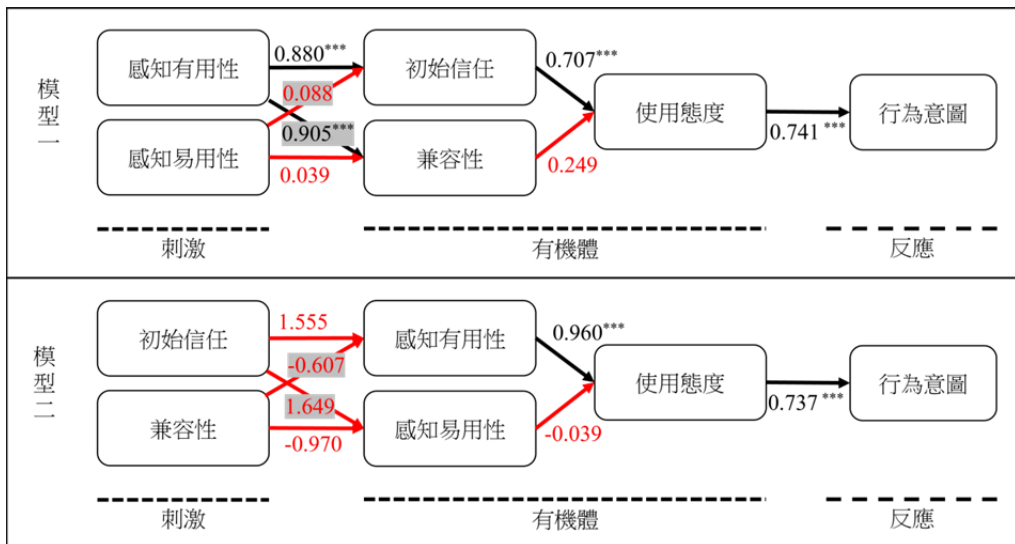 模型一
感知有用性
0.880***
初始信任
0.707***
0.088
使用態度
0.741 ***
行為意圖
0.905***
感知易用性
0.039
兼容性
0.249
刺激
有機體
反應
模型二
初始信任
1.555
感知有用性
0.960***
-0.607
使用態度
0.737 ***
行為意圖
1.649
兼容性
-0.970
感知易用性
-0.039
刺激
有機體
反應